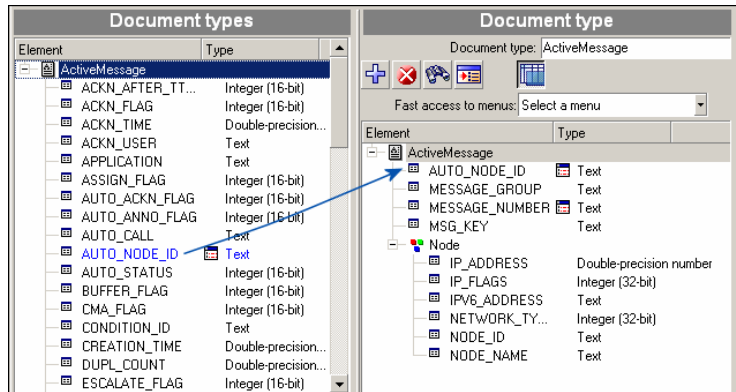 Document types
Element Type
ActiveMessage
ACKN_AFTER_TT... Integer (16-bit)
ACKN_FLAG Integer (16-bit)
ACKN_TIME Double-precision...
ACKN_USER Text
APPLICATION Text
ASSIGN_FLAG Integer (16-bit)
AUTO_ACKN_FLAG Integer (16-bit)
AUTO_ANNO_FLAG Integer (16-bit)
AUTO_CALL Text
AUTO_NODE_ID Text
AUTO_STATUS Integer (16-bit)
BUFFER_FLAG Integer (16-bit)
CMA_FLAG Integer (16-bit)
CONDITION_ID Text
CREATION_TIME Double-precision...
DUPL_COUNT Double-precision...
ESCALATE_FLAG Integer (16-bit)
Document type
Document type: ActiveMessage
Fast access to menus: Select a menu
Element Type
ActiveMessage
AUTO_NODE_ID Text
MESSAGE_GROUP Text
MESSAGE_NUMBER Text
MSG_KEY Text
Node
IP_ADDRESS Double-precision number
IP_FLAGS Integer (32-bit)
IPV6_ADDRESS Text
NETWORK_TY... Integer (32-bit)
NODE_ID Text
NODE_NAME Text